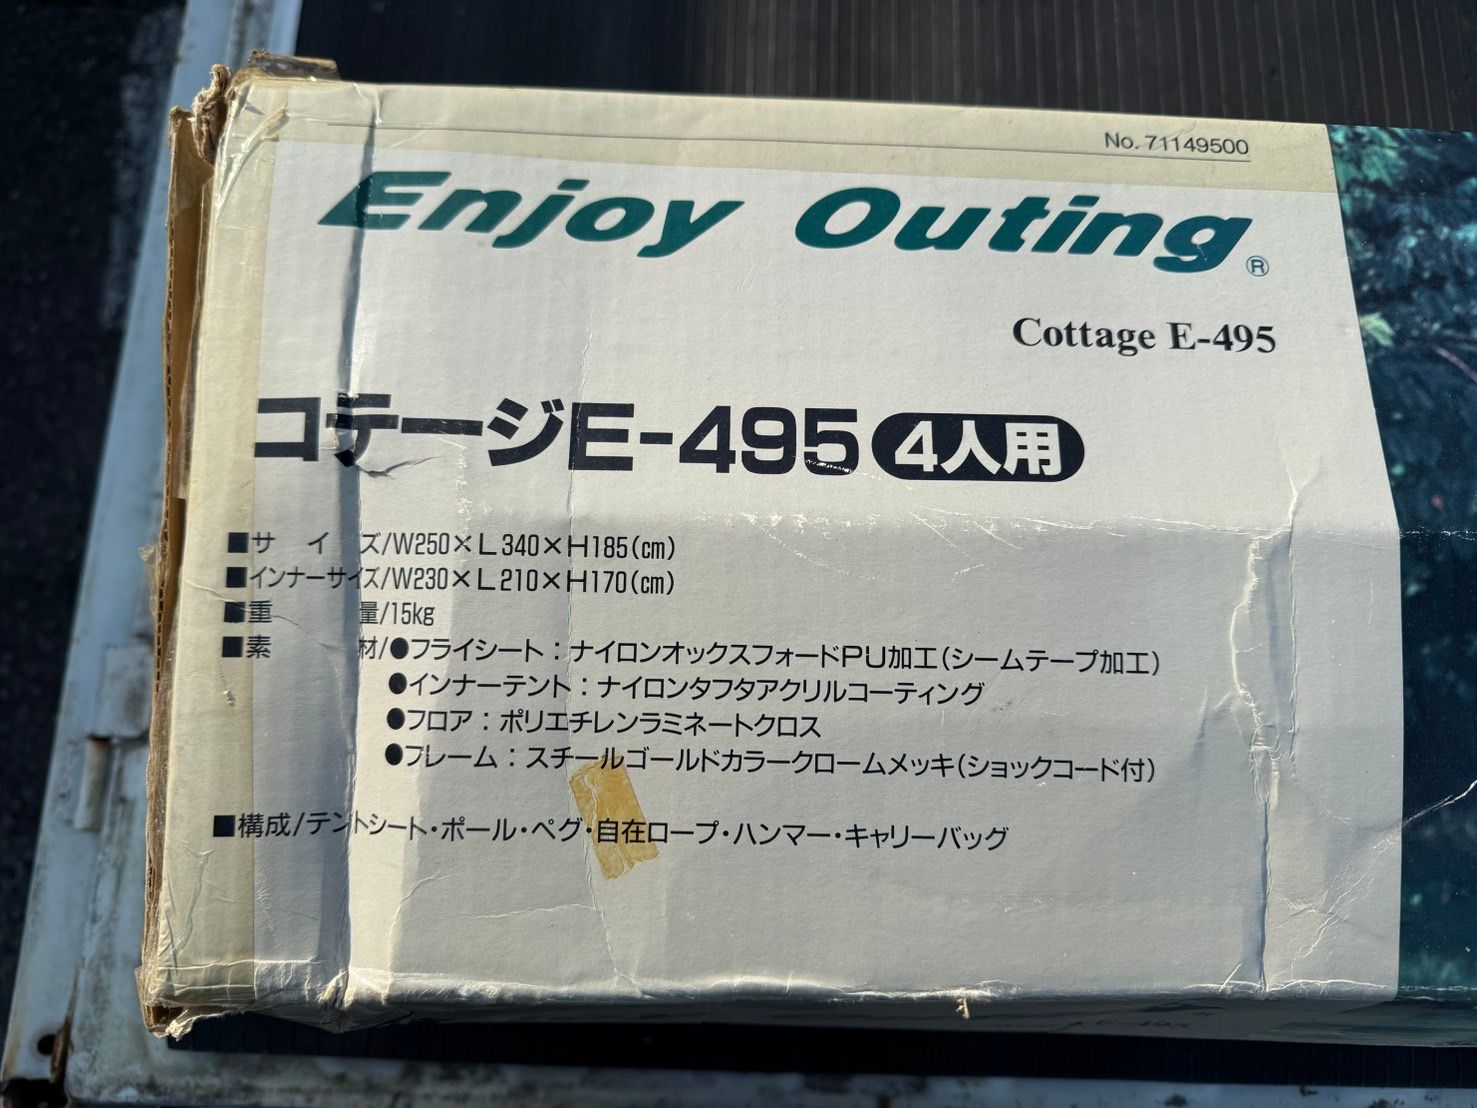 No. 71149500
Enjoy Outing®
Cottage E-495
コテージE-495 4人用
■サイズ/W250×L340×H185(cm)
■インナーサイズ/W230×L210×H170(cm)
■重量/15kg
■素材/●フライシート：ナイロンオックスフォードPU加工(シームテープ加工)
●インナーテント：ナイロンタフタアクリルコーティング
●フロア：ポリエチレンラミネートクロス
●フレーム：スチールゴールドカラークロームメッキ(ショックコード付)
■構成/テントシート・ポール・ペグ・自在ロープ・ハンマー・キャリーバッグ
E-495